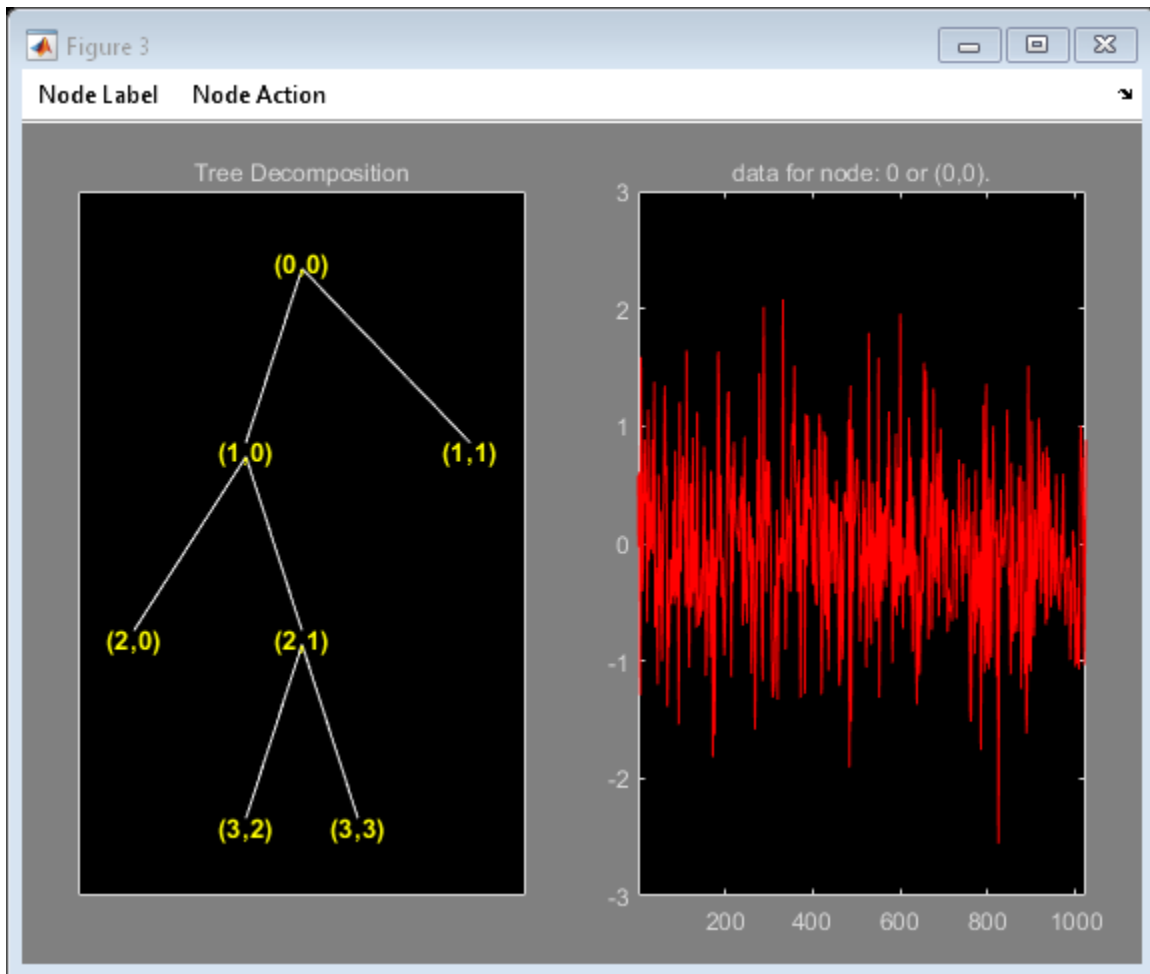 Figure 3
Node Label Node Action
Tree Decomposition
(0,0)
(1,0) (1,1)
(2,0) (2,1)
(3,2) (3,3)
data for node: 0 or (0,0).
3
2
1
0
-1
-2
-3
200 400 600 800 1000